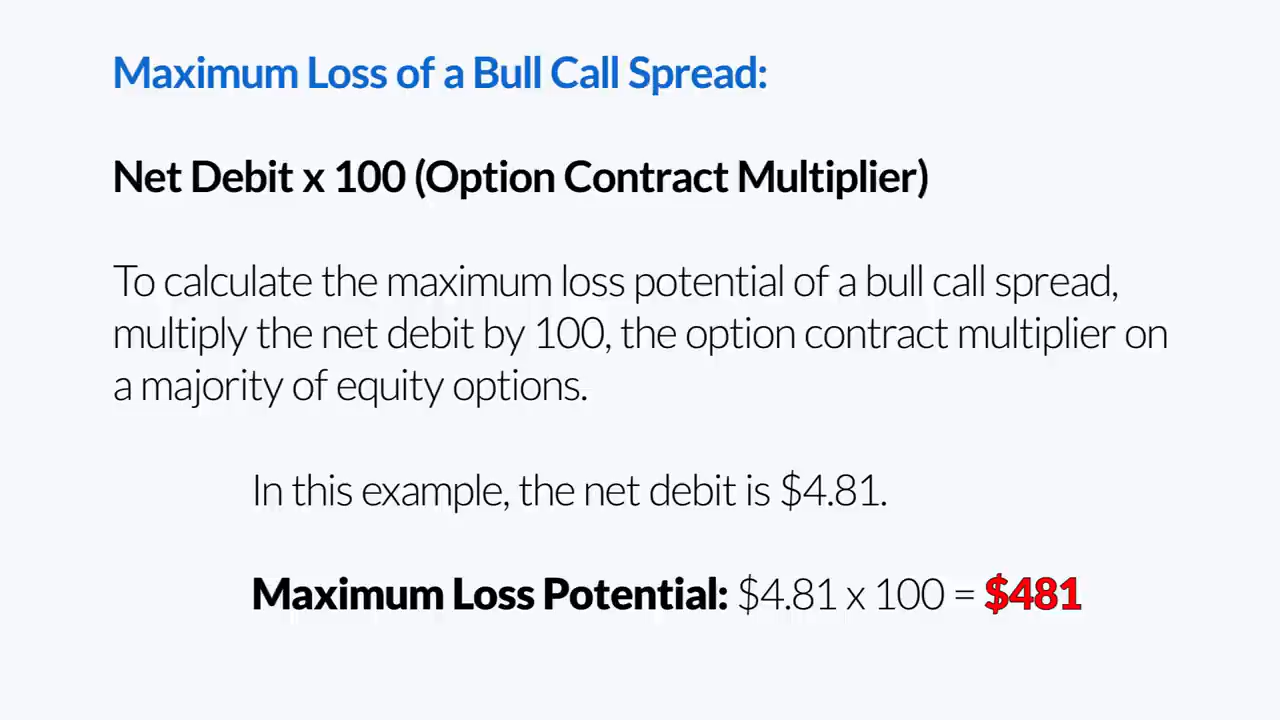 Maximum Loss of a Bull Call Spread:
Net Debit x 100 (Option Contract Multiplier)
To calculate the maximum loss potential of a bull call spread,
multiply the net debit by 100, the option contract multiplier on
a majority of equity options.
In this example, the net debit is $4.81.
Maximum Loss Potential: $4.81 x 100 = $481